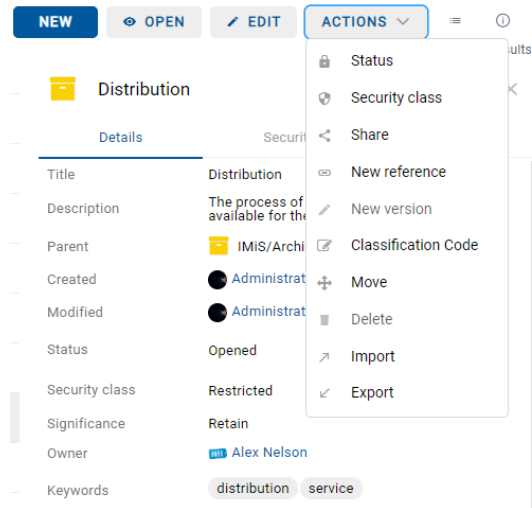 NEW
OPEN
EDIT
ACTIONS
Distribution
Details
Title
Distribution
Description
The process of
available for the
Parent
IMiS/Archi
Created
Modified
Status
Opened
Security class
Restricted
Significance
Retain
Owner
Alex Nelson
Keywords
distribution
service
Status
Security class
Share
New reference
New version
Classification Code
Move
Delete
Import
Export